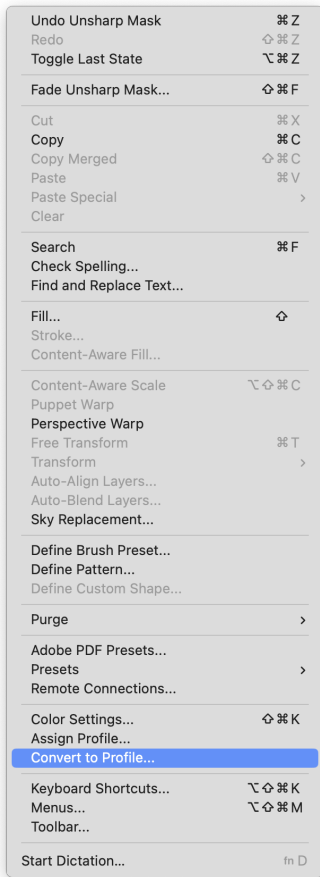 Undo Unsharp Mask ⌘Z
Redo ⇧⌘Z
Toggle Last State ⌥⌘Z
Fade Unsharp Mask... ⇧⌘F
Cut ⌘X
Copy ⌘C
Copy Merged ⇧⌘C
Paste ⌘V
Paste Special >
Clear
Search ⌘F
Check Spelling...
Find and Replace Text...
Fill... ⇧
Stroke...
Content-Aware Fill...
Content-Aware Scale ⌥⇧⌘C
Puppet Warp
Perspective Warp
Free Transform ⌘T
Transform >
Auto-Align Layers...
Auto-Blend Layers...
Sky Replacement...
Define Brush Preset...
Define Pattern...
Define Custom Shape...
Purge >
Adobe PDF Presets...
Presets >
Remote Connections...
Color Settings... ⇧⌘K
Assign Profile...
Convert to Profile...
Keyboard Shortcuts... ⌥⇧⌘K
Menus... ⌥⇧⌘M
Toolbar...
Start Dictation... fn D